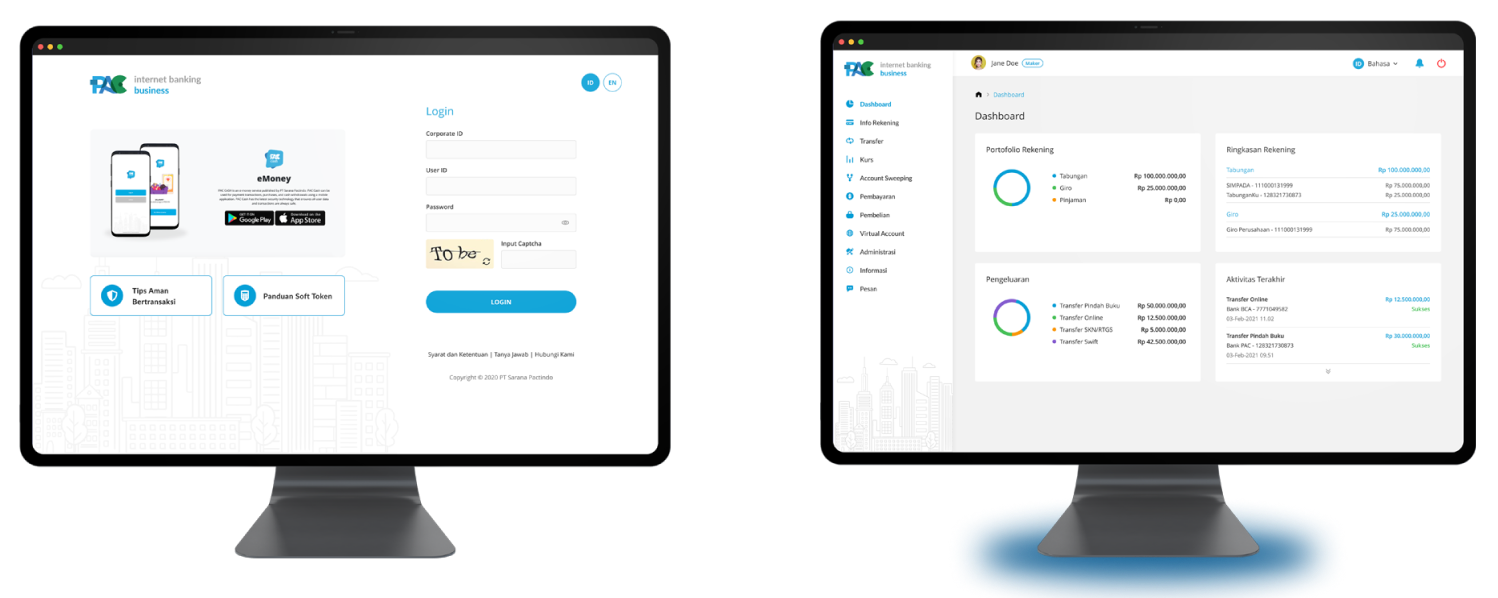 PAC
internet banking
business
ID
EN
Login
Corporate ID
User ID
Password
To be
Input Captcha
LOGIN
eMoney
GET IT ON
Google Play
Download on the
App Store
Tips Aman
Bertransaksi
Panduan Soft Token
Syarat dan Ketentuan | Tanya Jawab | Hubungi Kami
Copyright © 2020 PT Sarana Pactindo
PAC
internet banking
business
Jane Doe
Maker
ID Bahasa
Dashboard
Info Rekening
Transfer
Kurs
Account Sweeping
Pembayaran
Pembelian
Virtual Account
Administrasi
Informasi
Pesan
Dashboard
Dashboard
Portofolio Rekening
Tabungan Rp 100.000.000,00
Giro Rp 25.000.000,00
Pinjaman Rp 0,00
Ringkasan Rekening
Tabungan Rp 100.000.000,00
SIMPADA - 111000131999 Rp 75.000.000,00
TabunganKu - 128321730873 Rp 25.000.000,00
Giro Rp 25.000.000,00
Giro Perusahaan - 111000131999 Rp 75.000.000,00
Pengeluaran
Transfer Pindah Buku Rp 50.000.000,00
Transfer Online Rp 12.500.000,00
Transfer SKN/RTGS Rp 5.000.000,00
Transfer Swift Rp 42.500.000,00
Aktivitas Terakhir
Transfer Online Rp 12.500.000,00
Bank BCA - 7771049582 Sukses
03-Feb-2021 11.02
Transfer Pindah Buku Rp 30.000.000,00
Bank PAC - 128321730873 Sukses
03-Feb-2021 09.51